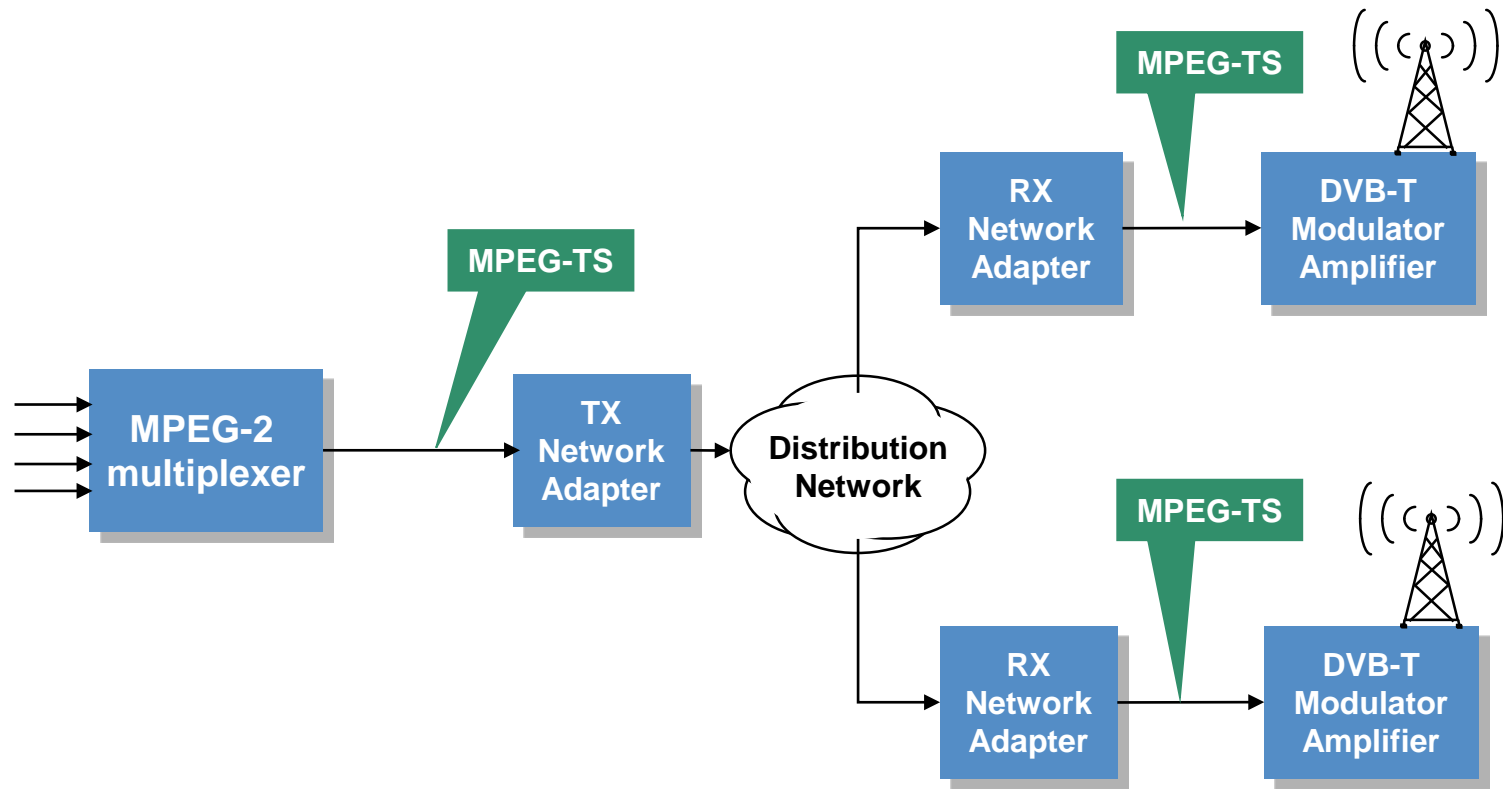 MPEG-TS
RX
Network
Adapter
DVB-T
Modulator
Amplifier
MPEG-TS
MPEG-2
multiplexer
TX
Network
Adapter
Distribution
Network
MPEG-TS
RX
Network
Adapter
DVB-T
Modulator
Amplifier